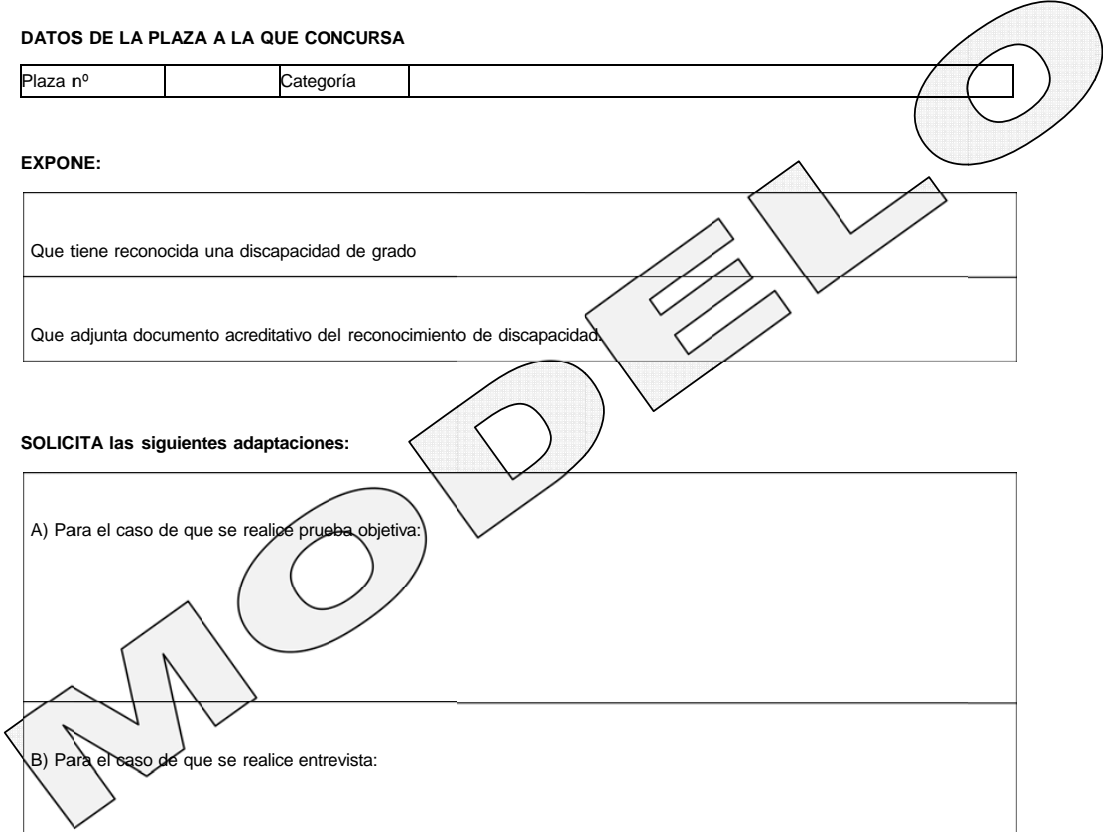 DATOS DE LA PLAZA A LA QUE CONCURSA
Plaza nº Categoría
EXPONE:
Que tiene reconocida una discapacidad de grado
Que adjunta documento acreditativo del reconocimiento de discapacidad.
SOLICITA las siguientes adaptaciones:
A) Para el caso de que se realice prueba objetiva:
B) Para el caso de que se realice entrevista:
MODELO